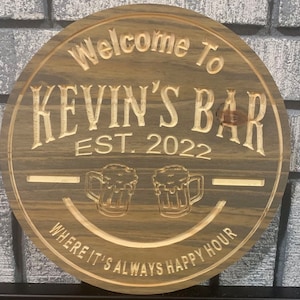 Welcome To
KEVIN'S BAR
EST. 2022
WHERE IT'S ALWAYS HAPPY HOUR